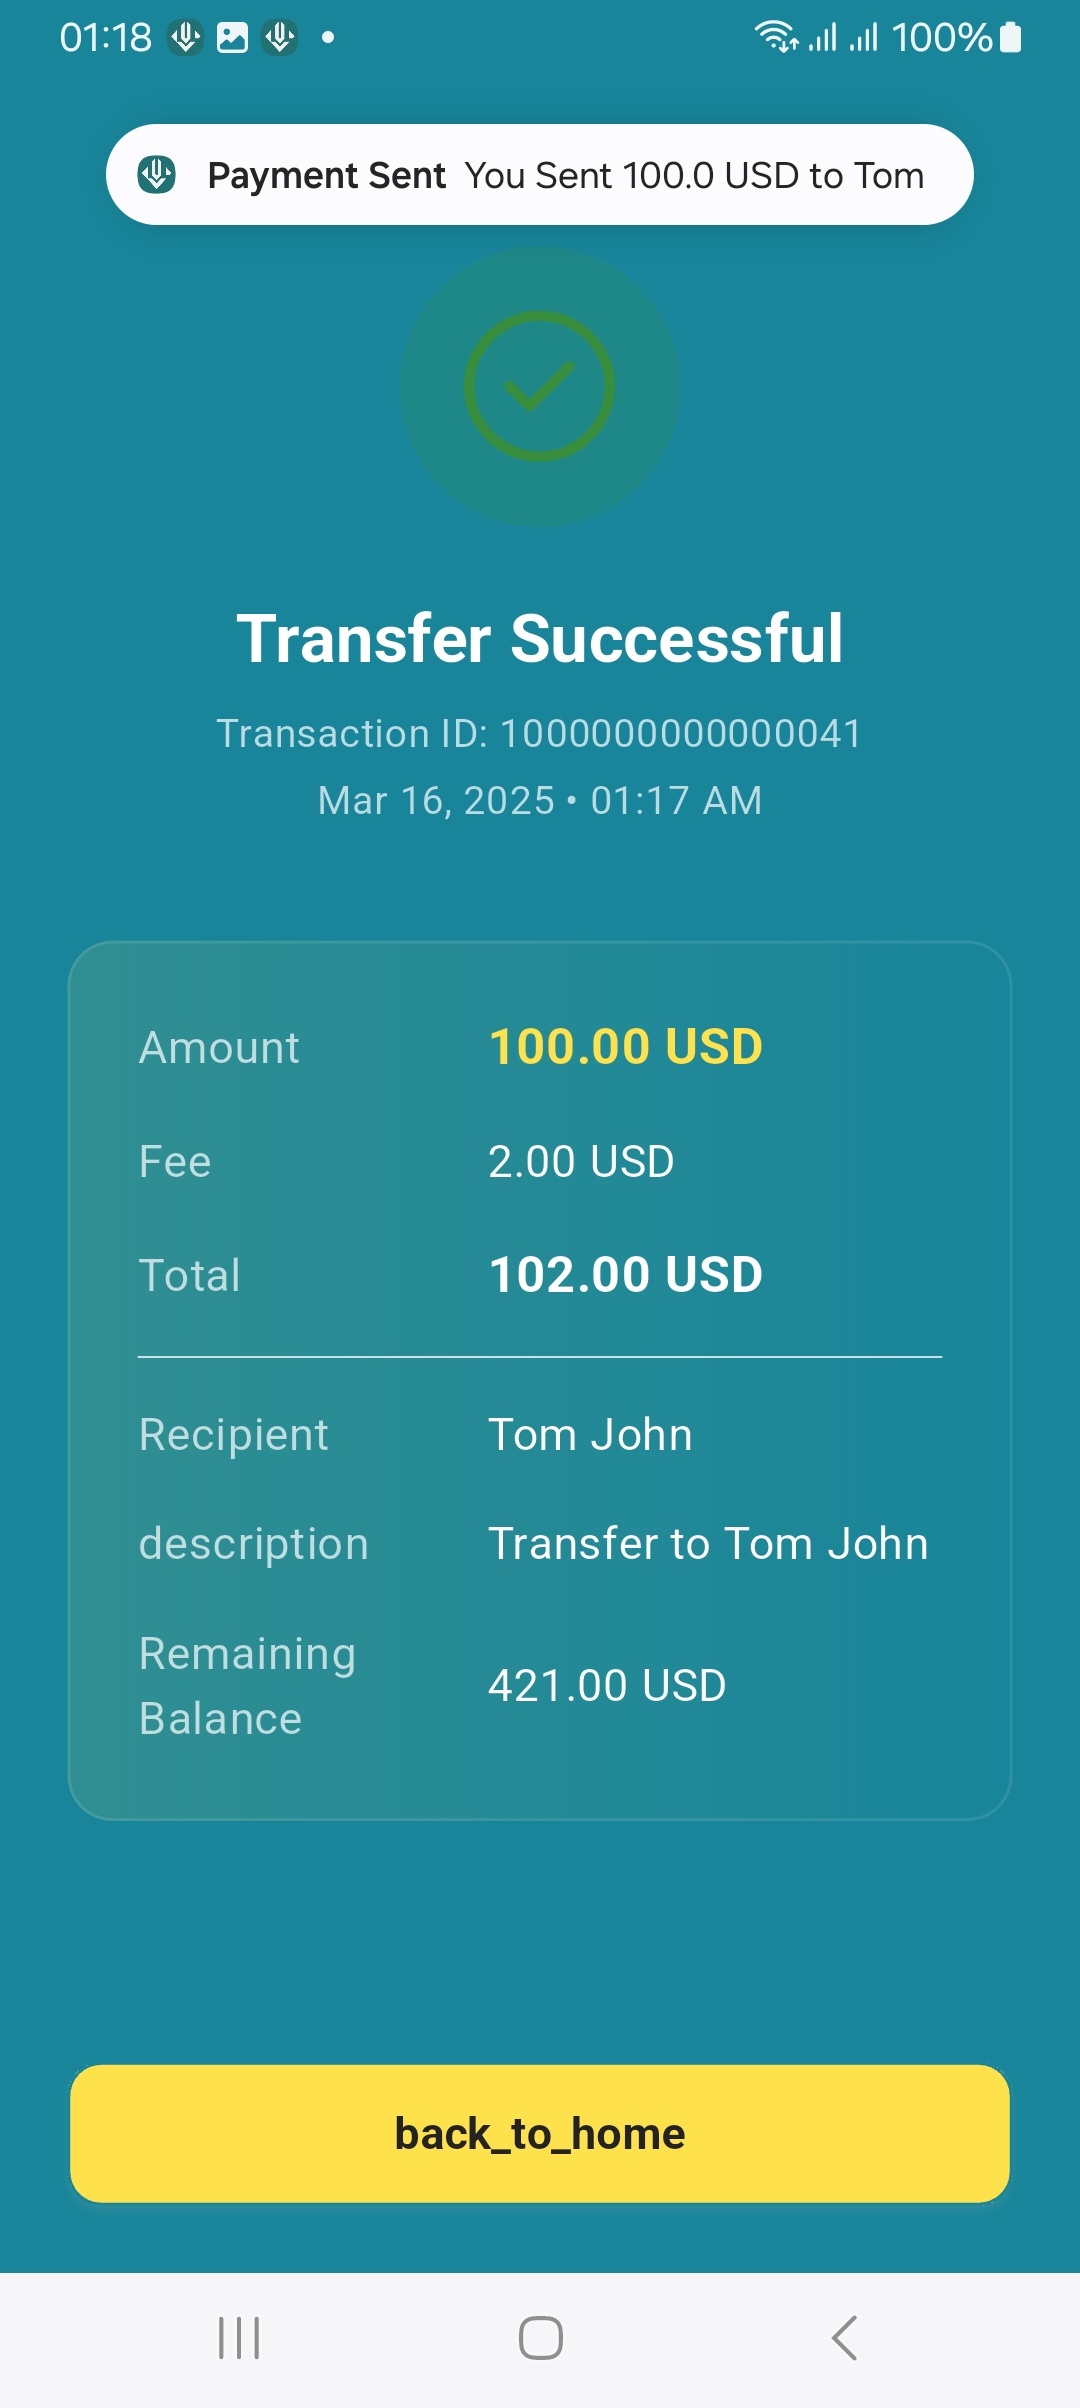 01:18 100%
Payment Sent You Sent 100.0 USD to Tom
Transfer Successful
Transaction ID: 1000000000000041
Mar 16, 2025 • 01:17 AM
Amount 100.00 USD
Fee 2.00 USD
Total 102.00 USD
Recipient Tom John
description Transfer to Tom John
Remaining
Balance
421.00 USD
back_to_home